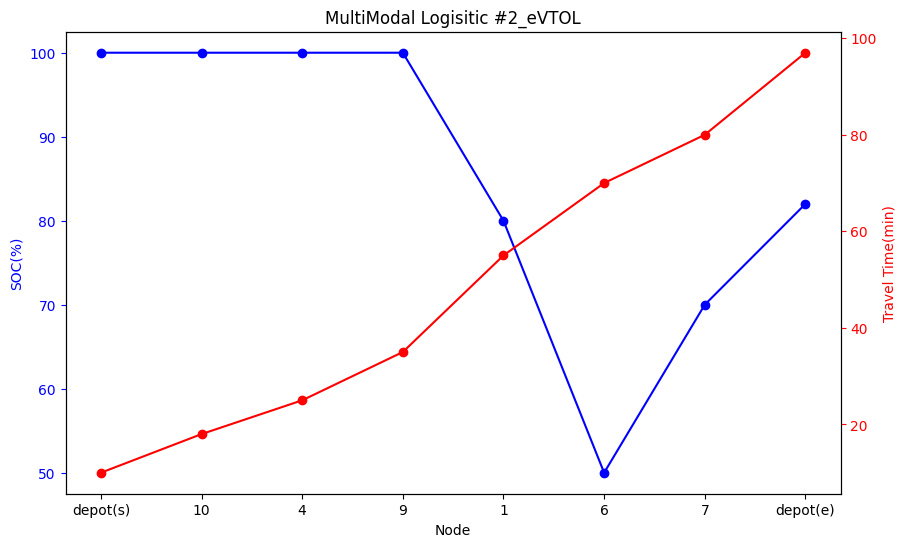 MultiModal Logisitic #2_eVTOL
100
90
80
70
60
50
SOC(%)
100
80
60
40
20
Travel Time(min)
depot(s) 10 4 9 1 6 7 depot(e)
Node